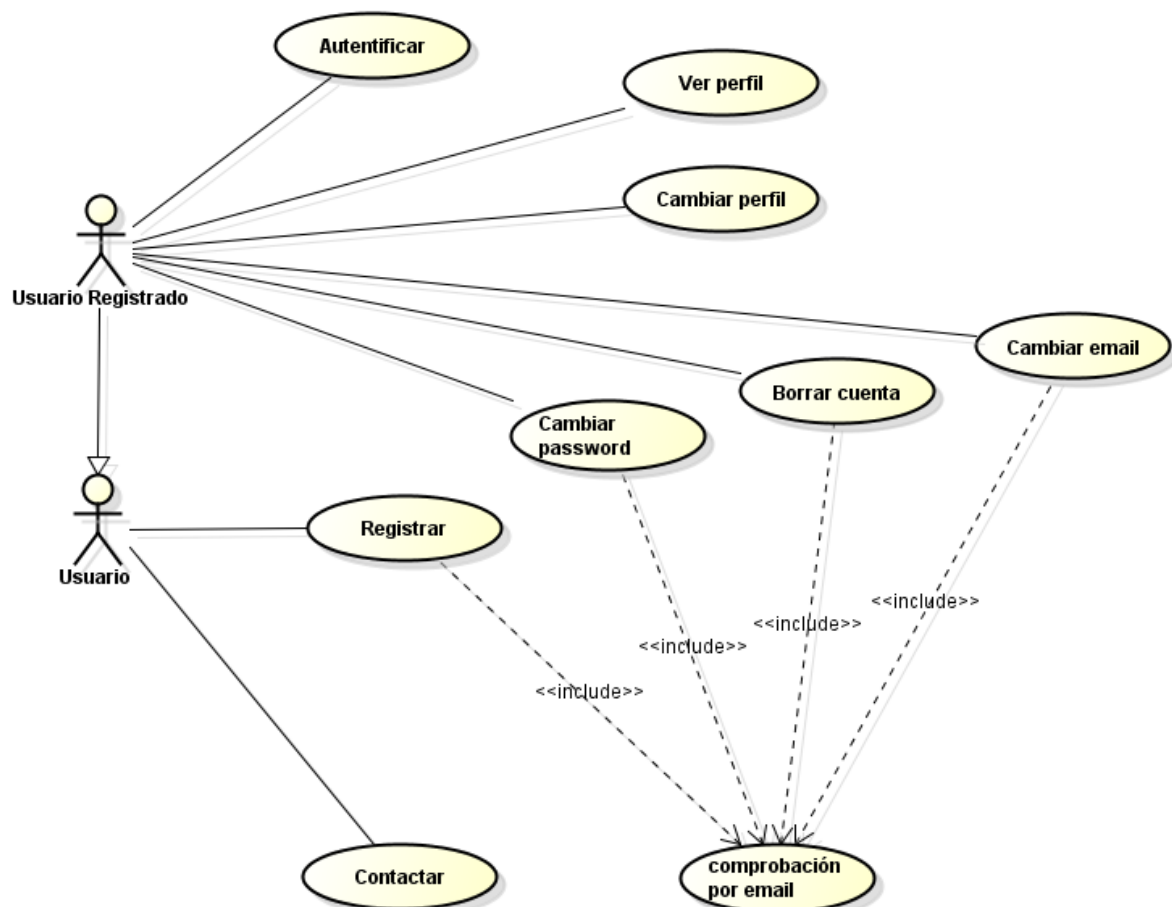 Autentificar
Ver perfil
Cambiar perfil
Usuario Registrado
Cambiar email
Borrar cuenta
Cambiar
password
Registrar
Usuario
<<include>>
<<include>>
<<include>>
<<include>>
Contactar
comprobación
por email